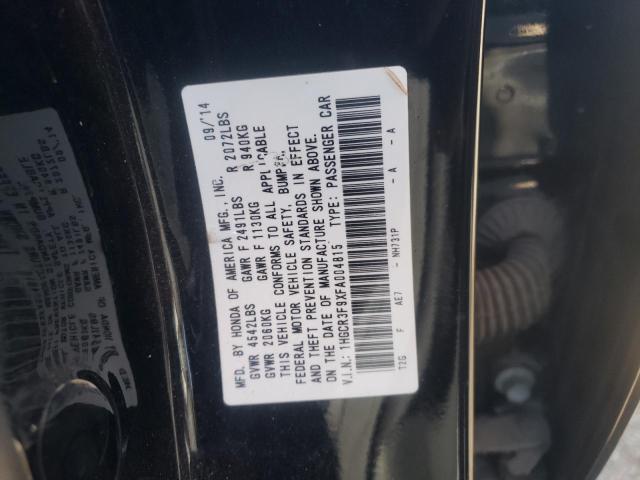 MFD. BY HONDA OF AMERICA MFG., INC. 09/'14
GVWR 4542LBS GAWR F 2491LBS R 2072LBS
GVWR 2060KG GAWR F 1130KG R 940KG
THIS VEHICLE CONFORMS TO ALL APPLICABLE
FEDERAL MOTOR VEHICLE SAFETY, BUMPER,
AND THEFT PREVENTION STANDARDS IN EFFECT
ON THE DATE OF MANUFACTURE SHOWN ABOVE.
V.I.N.: 1HGCR3F9XFA004815 TYPE: PASSENGER CAR
T2G F AE7 - NH731P - A - A